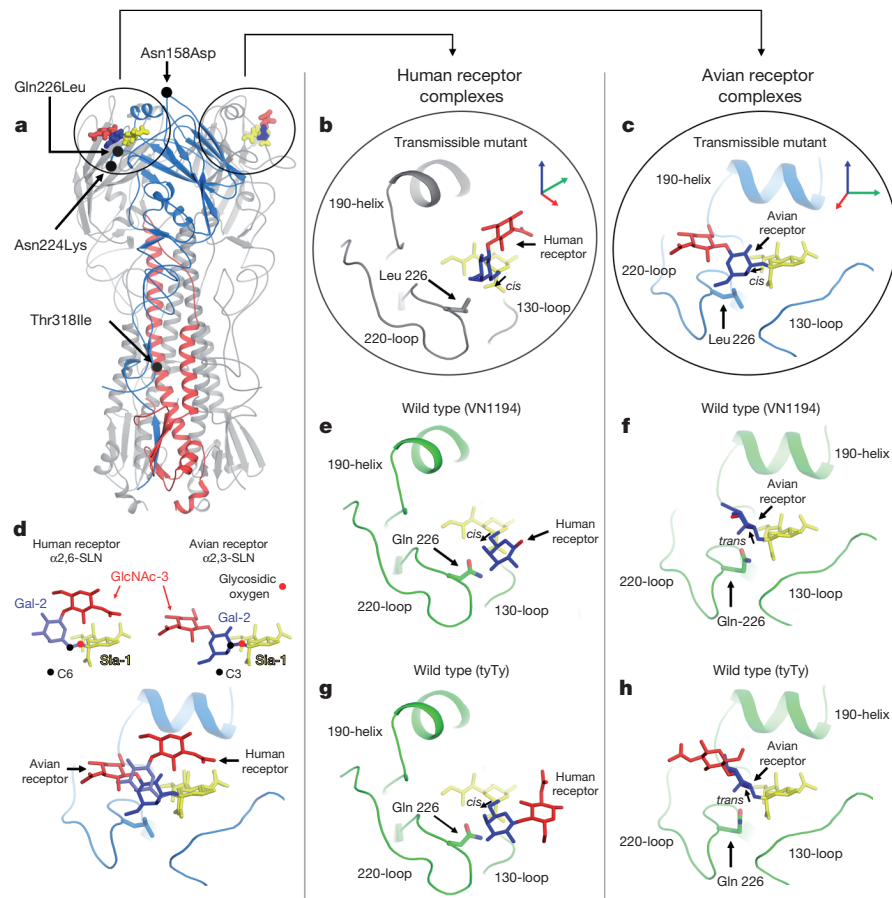 Asn158Asp
Gln226Leu
a
Asn224Lys
Thr318Ile
Human receptor
complexes
Avian receptor
complexes
b
Transmissible mutant
190-helix
Human
receptor
Leu 226
cis
130-loop
220-loop
c
Transmissible mutant
190-helix
Avian
receptor
220-loop
cis
130-loop
Leu 226
d
Human receptor
α2,6-SLN
Avian receptor
α2,3-SLN
GlcNAc-3
Glycosidic
oxygen
Gal-2
Gal-2
Sia-1
Sia-1
C6
C3
Avian
receptor
Human
receptor
e
Wild type (VN1194)
190-helix
Gln 226
cis
Human
receptor
220-loop
130-loop
f
Wild type (VN1194)
190-helix
Avian
receptor
trans
220-loop
130-loop
Gln-226
g
Wild type (tyTy)
190-helix
Human
receptor
Gln 226
cis
220-loop
130-loop
h
Wild type (tyTy)
190-helix
Avian
receptor
trans
220-loop
130-loop
Gln 226